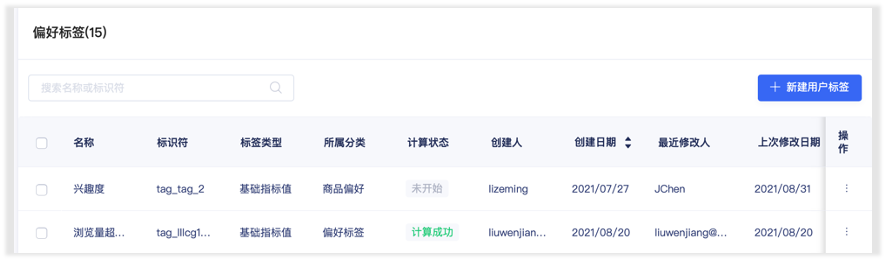 偏好标签(15)
搜索名称或标识符
新建用户标签
名称 标识符 标签类型 所属分类 计算状态 创建人 创建日期 最近修改人 上次修改日期 操作
兴趣度 tag_tag_2 基础指标值 商品偏好 未开始 lizeming 2021/07/27 JChen 2021/08/31
浏览量超... tag_lllcg1... 基础指标值 偏好标签 计算成功 liuwenjian... 2021/08/20 liuwenjiang@... 2021/08/20